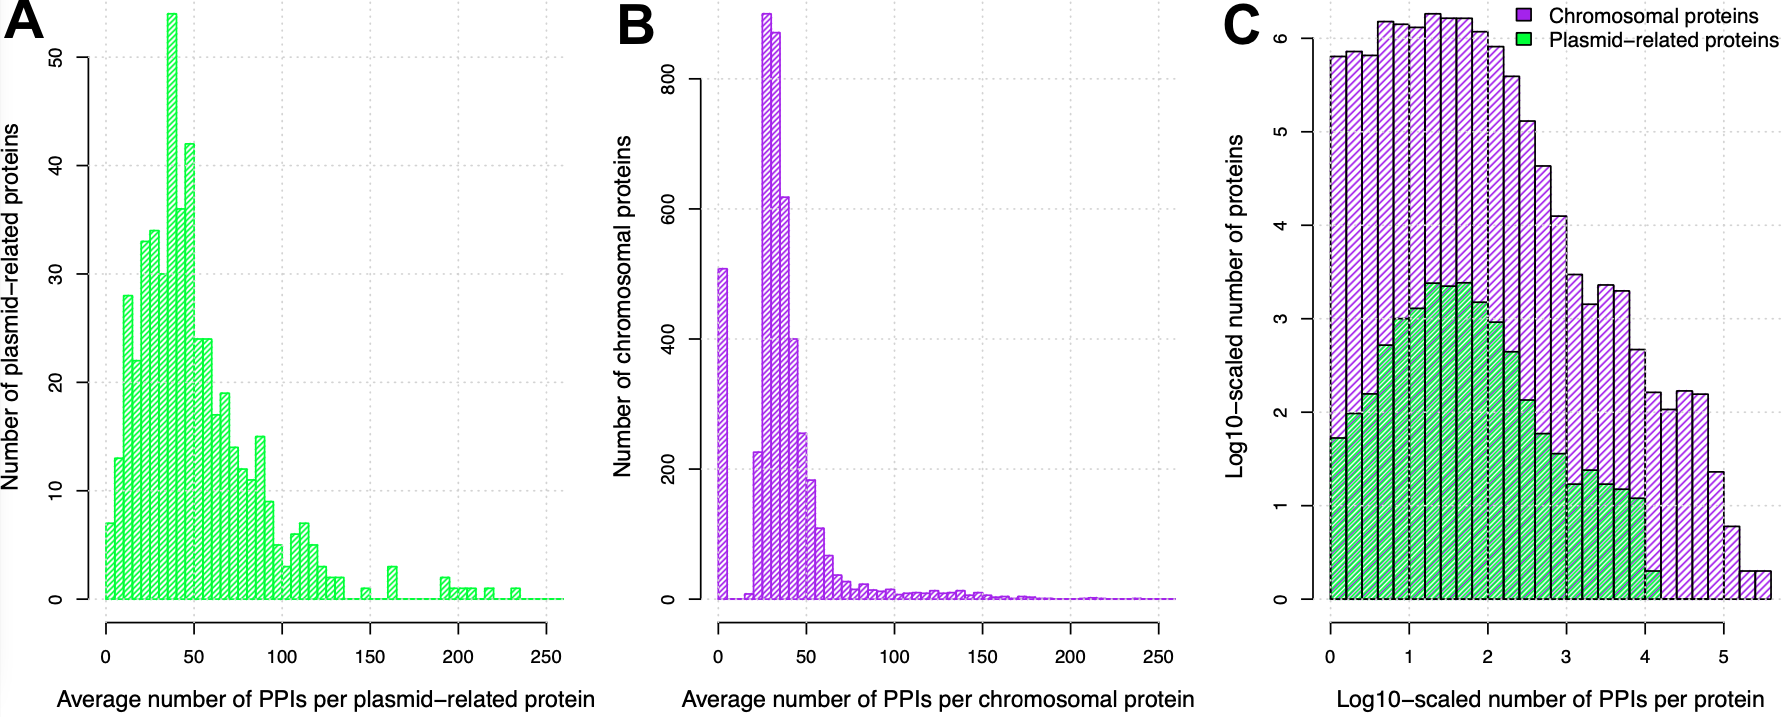 A
Number of plasmid−related proteins
50
40
30
20
10
0
0 50 100 150 200 250
Average number of PPIs per plasmid−related protein
B
Number of chromosomal proteins
800
600
400
200
0
0 50 100 150 200 250
Average number of PPIs per chromosomal protein
C
Chromosomal proteins
Plasmid−related proteins
Log10−scaled number of proteins
6
5
4
3
2
1
0
0 1 2 3 4 5
Log10−scaled number of PPIs per protein